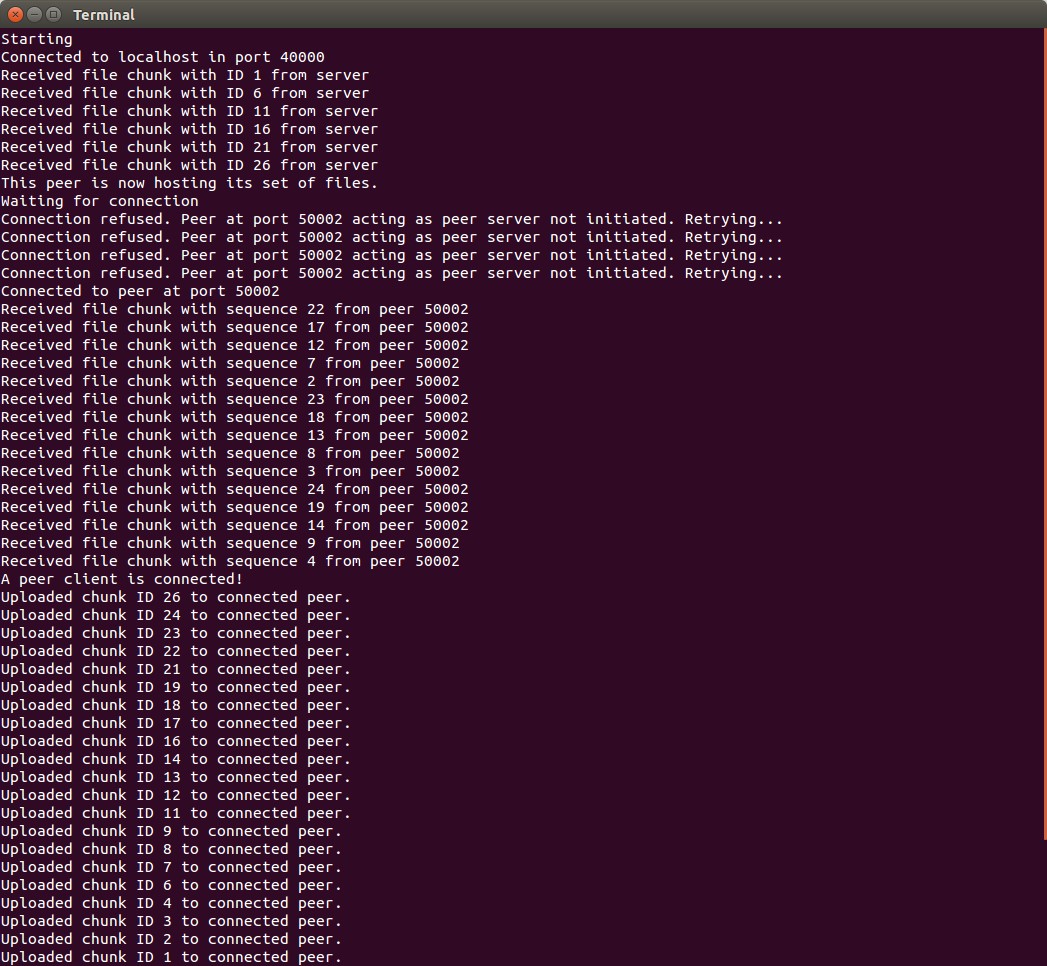 Terminal
Starting
Connected to localhost in port 40000
Received file chunk with ID 1 from server
Received file chunk with ID 6 from server
Received file chunk with ID 11 from server
Received file chunk with ID 16 from server
Received file chunk with ID 21 from server
Received file chunk with ID 26 from server
This peer is now hosting its set of files.
Waiting for connection
Connection refused. Peer at port 50002 acting as peer server not initiated. Retrying...
Connection refused. Peer at port 50002 acting as peer server not initiated. Retrying...
Connection refused. Peer at port 50002 acting as peer server not initiated. Retrying...
Connection refused. Peer at port 50002 acting as peer server not initiated. Retrying...
Connected to peer at port 50002
Received file chunk with sequence 22 from peer 50002
Received file chunk with sequence 17 from peer 50002
Received file chunk with sequence 12 from peer 50002
Received file chunk with sequence 7 from peer 50002
Received file chunk with sequence 2 from peer 50002
Received file chunk with sequence 23 from peer 50002
Received file chunk with sequence 18 from peer 50002
Received file chunk with sequence 13 from peer 50002
Received file chunk with sequence 8 from peer 50002
Received file chunk with sequence 3 from peer 50002
Received file chunk with sequence 24 from peer 50002
Received file chunk with sequence 19 from peer 50002
Received file chunk with sequence 14 from peer 50002
Received file chunk with sequence 9 from peer 50002
Received file chunk with sequence 4 from peer 50002
A peer client is connected!
Uploaded chunk ID 26 to connected peer.
Uploaded chunk ID 24 to connected peer.
Uploaded chunk ID 23 to connected peer.
Uploaded chunk ID 22 to connected peer.
Uploaded chunk ID 21 to connected peer.
Uploaded chunk ID 19 to connected peer.
Uploaded chunk ID 18 to connected peer.
Uploaded chunk ID 17 to connected peer.
Uploaded chunk ID 16 to connected peer.
Uploaded chunk ID 14 to connected peer.
Uploaded chunk ID 13 to connected peer.
Uploaded chunk ID 12 to connected peer.
Uploaded chunk ID 11 to connected peer.
Uploaded chunk ID 9 to connected peer.
Uploaded chunk ID 8 to connected peer.
Uploaded chunk ID 7 to connected peer.
Uploaded chunk ID 6 to connected peer.
Uploaded chunk ID 4 to connected peer.
Uploaded chunk ID 3 to connected peer.
Uploaded chunk ID 2 to connected peer.
Uploaded chunk ID 1 to connected peer.